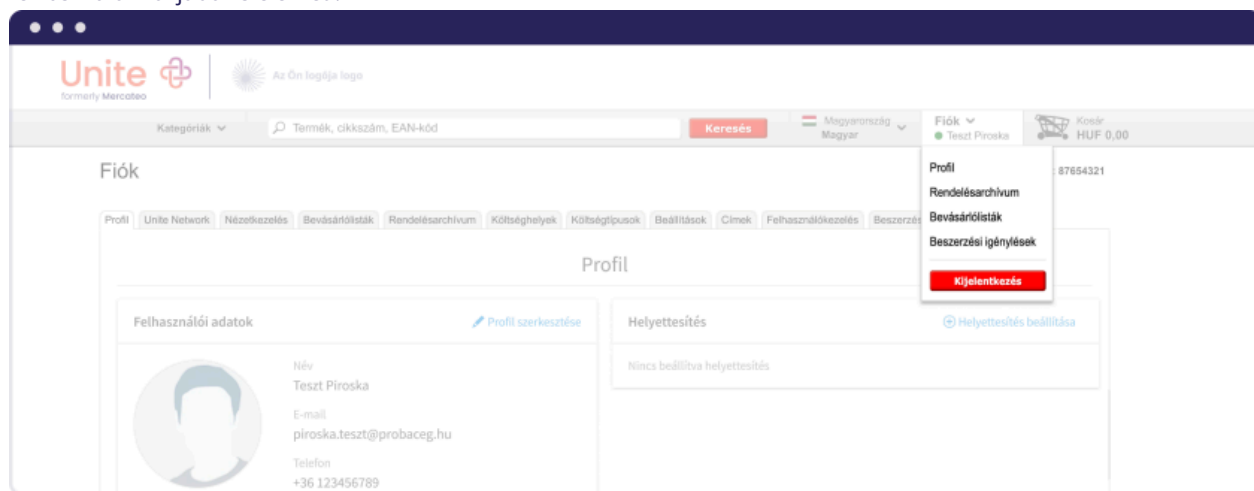 Unite
formerly Mercateo
Az Ön logója logo
Kategóriák
Termék, cikkszám, EAN-kód
Keresés
Magyarország
Magyar
Fiók
Teszt Piroska
Kosár
HUF 0,00
Fiók
: 87654321
Profil
Rendelésarchívum
Bevásárlólisták
Beszerzési igénylések
Kijelentkezés
Profil Unite Network Nézetkezelés Bevásárlólisták Rendelésarchívum Költséghelyek Költségtípusok Beállítások Címek Felhasználókezelés
Profil
Felhasználói adatok
Profil szerkesztése
Helyettesítés
Helyettesítés beállítása
Név
Teszt Piroska
Nincs beállítva helyettesítés
E-mail
piroska.teszt@probaceg.hu
Telefon
+36 123456789